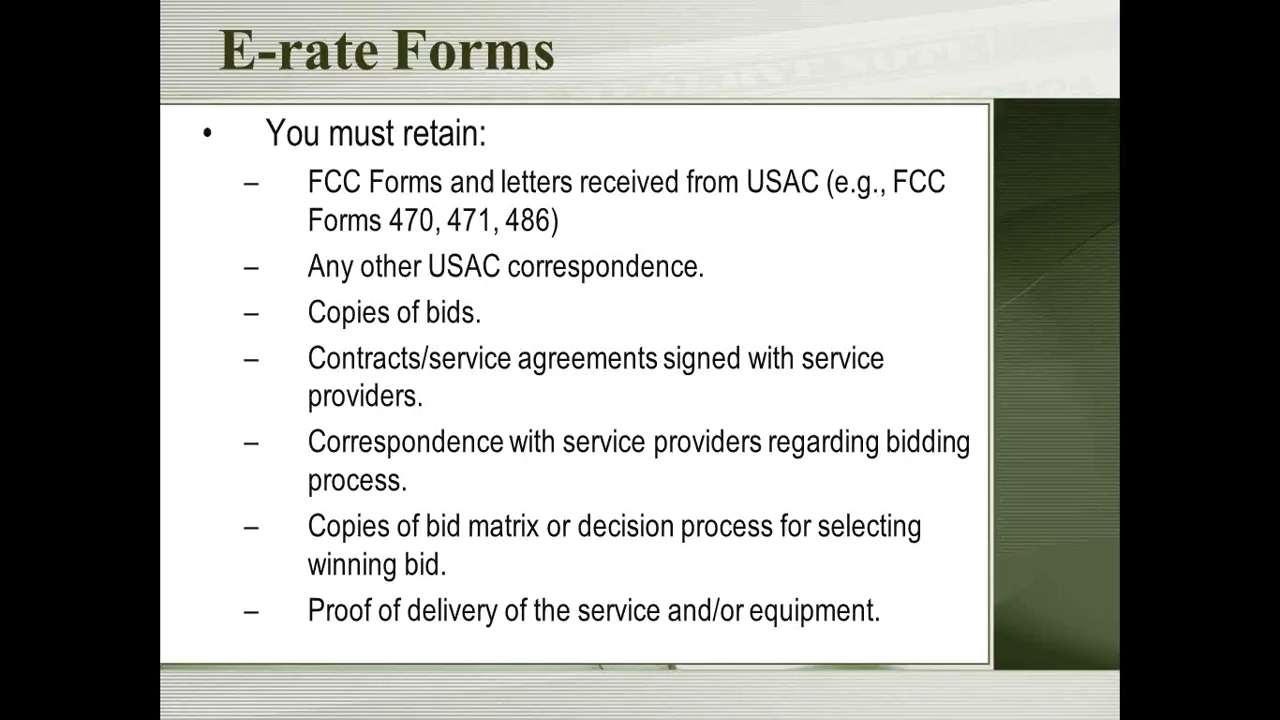 E-rate Forms
• You must retain:
– FCC Forms and letters received from USAC (e.g., FCC
Forms 470, 471, 486)
– Any other USAC correspondence.
– Copies of bids.
– Contracts/service agreements signed with service
providers.
– Correspondence with service providers regarding bidding
process.
– Copies of bid matrix or decision process for selecting
winning bid.
– Proof of delivery of the service and/or equipment.